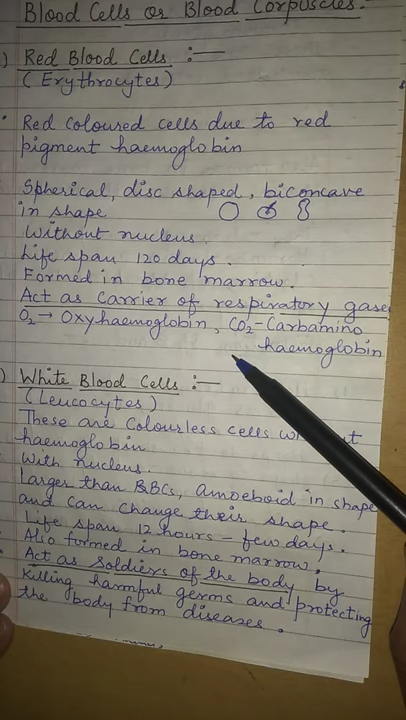 Blood Cells or Blood Corpuscles.
) Red Blood Cells :—
(Erythrocytes)
• Red Coloured cells due to red
pigment haemoglobin
Spherical, disc shaped, biconcave
in shape
Without nucleus.
Life span 120 days.
Formed in bone marrow.
Act as Carrier of respiratory gase
O₂ → Oxyhaemoglobin, CO₂-Carbamino
haemoglobin
) White Blood Cells :—
(Leucocytes)
These are Colourless cells
haemoglobin
With nucleus.
Larger than RBCs, amoeboid in shape
and can change their shape.
Life span 12 hours - few days.
Also formed in bone marrow.
Act as Soldiers of the body by
killing harmful germs and protecting
the body from diseases.